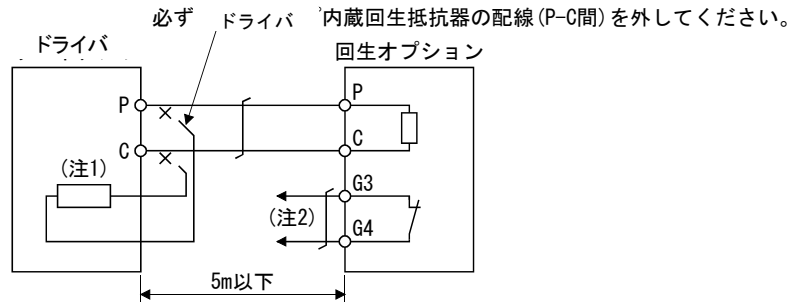 必ず ドライバ 内蔵回生抵抗器の配線(P-C間)を外してください。
ドライバ
回生オプション
P
P
C
C
(注1)
G3
(注2)
G4
5m以下